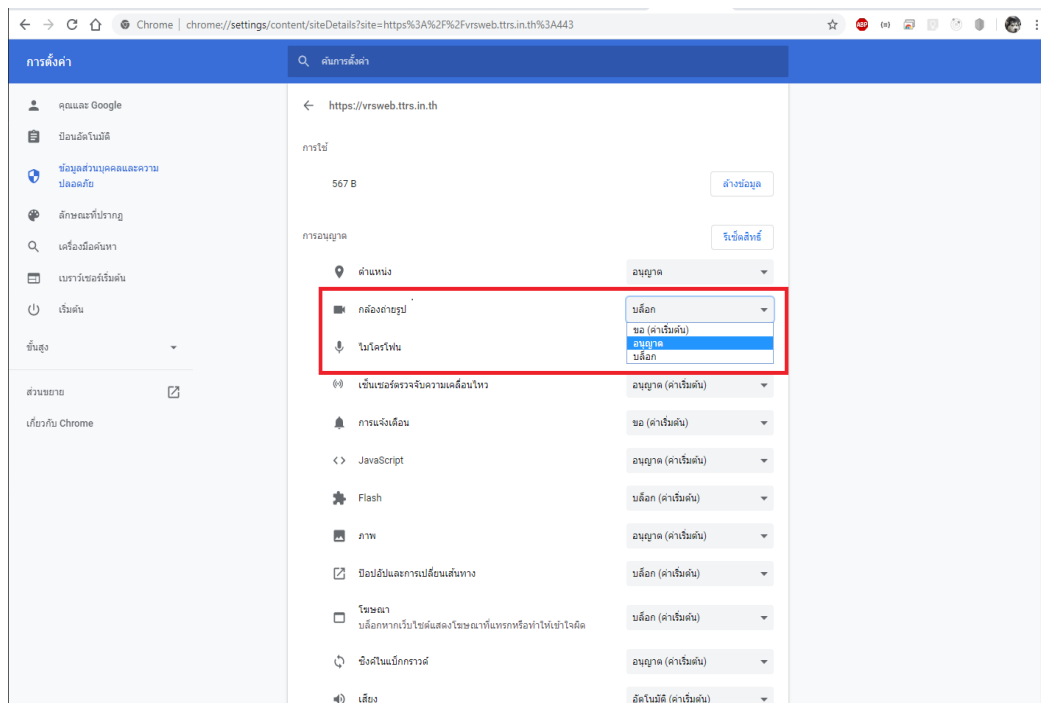 Chrome | chrome://settings/content/siteDetails?site=https%3A%2F%2Fvrsweb.ttrs.in.th%3A443
ABP
การตั้งค่า
ค้นการตั้งค่า
คุณและ Google
ป้อนอัตโนมัติ
ข้อมูลส่วนบุคคลและความ
ปลอดภัย
ลักษณะที่ปรากฏ
เครื่องมือค้นหา
เบราว์เซอร์เริ่มต้น
เริ่มต้น
ขั้นสูง
ส่วนขยาย
เกี่ยวกับ Chrome
https://vrsweb.ttrs.in.th
การใช้
567 B
ล้างข้อมูล
การอนุญาต
รีเซ็ตสิทธิ์
ตำแหน่ง
อนุญาต
กล้องถ่ายรูป
บล็อก
ขอ (ค่าเริ่มต้น)
อนุญาต
บล็อก
ไมโครโฟน
เซ็นเซอร์ตรวจจับความเคลื่อนไหว
อนุญาต (ค่าเริ่มต้น)
การแจ้งเตือน
ขอ (ค่าเริ่มต้น)
JavaScript
อนุญาต (ค่าเริ่มต้น)
Flash
บล็อก (ค่าเริ่มต้น)
ภาพ
อนุญาต (ค่าเริ่มต้น)
ป๊อปอัปและการเปลี่ยนเส้นทาง
บล็อก (ค่าเริ่มต้น)
โฆษณา
บล็อกหากเว็บไซต์แสดงโฆษณาที่แทรกหรือทำให้เข้าใจผิด
บล็อก (ค่าเริ่มต้น)
ซิงค์ในแบ็กกราวด์
อนุญาต (ค่าเริ่มต้น)
เสียง
อัตโนมัติ (ค่าเริ่มต้น)